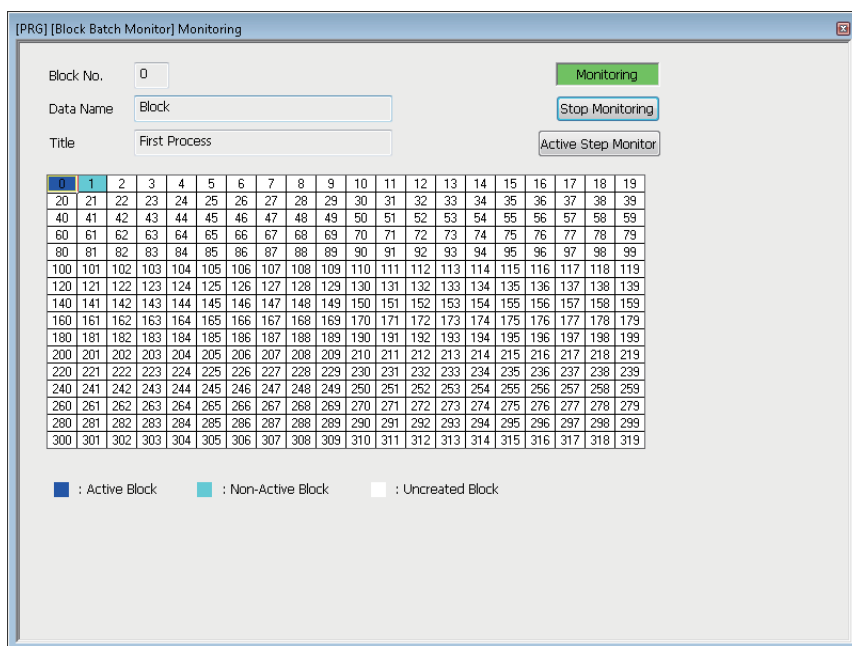 [PRG] [Block Batch Monitor] Monitoring
Block No. 0 Monitoring
Data Name Block Stop Monitoring
Title First Process Active Step Monitor
0 1 2 3 4 5 6 7 8 9 10 11 12 13 14 15 16 17 18 19
20 21 22 23 24 25 26 27 28 29 30 31 32 33 34 35 36 37 38 39
40 41 42 43 44 45 46 47 48 49 50 51 52 53 54 55 56 57 58 59
60 61 62 63 64 65 66 67 68 69 70 71 72 73 74 75 76 77 78 79
80 81 82 83 84 85 86 87 88 89 90 91 92 93 94 95 96 97 98 99
100 101 102 103 104 105 106 107 108 109 110 111 112 113 114 115 116 117 118 119
120 121 122 123 124 125 126 127 128 129 130 131 132 133 134 135 136 137 138 139
140 141 142 143 144 145 146 147 148 149 150 151 152 153 154 155 156 157 158 159
160 161 162 163 164 165 166 167 168 169 170 171 172 173 174 175 176 177 178 179
180 181 182 183 184 185 186 187 188 189 190 191 192 193 194 195 196 197 198 199
200 201 202 203 204 205 206 207 208 209 210 211 212 213 214 215 216 217 218 219
220 221 222 223 224 225 226 227 228 229 230 231 232 233 234 235 236 237 238 239
240 241 242 243 244 245 246 247 248 249 250 251 252 253 254 255 256 257 258 259
260 261 262 263 264 265 266 267 268 269 270 271 272 273 274 275 276 277 278 279
280 281 282 283 284 285 286 287 288 289 290 291 292 293 294 295 296 297 298 299
300 301 302 303 304 305 306 307 308 309 310 311 312 313 314 315 316 317 318 319
: Active Block : Non-Active Block : Uncreated Block